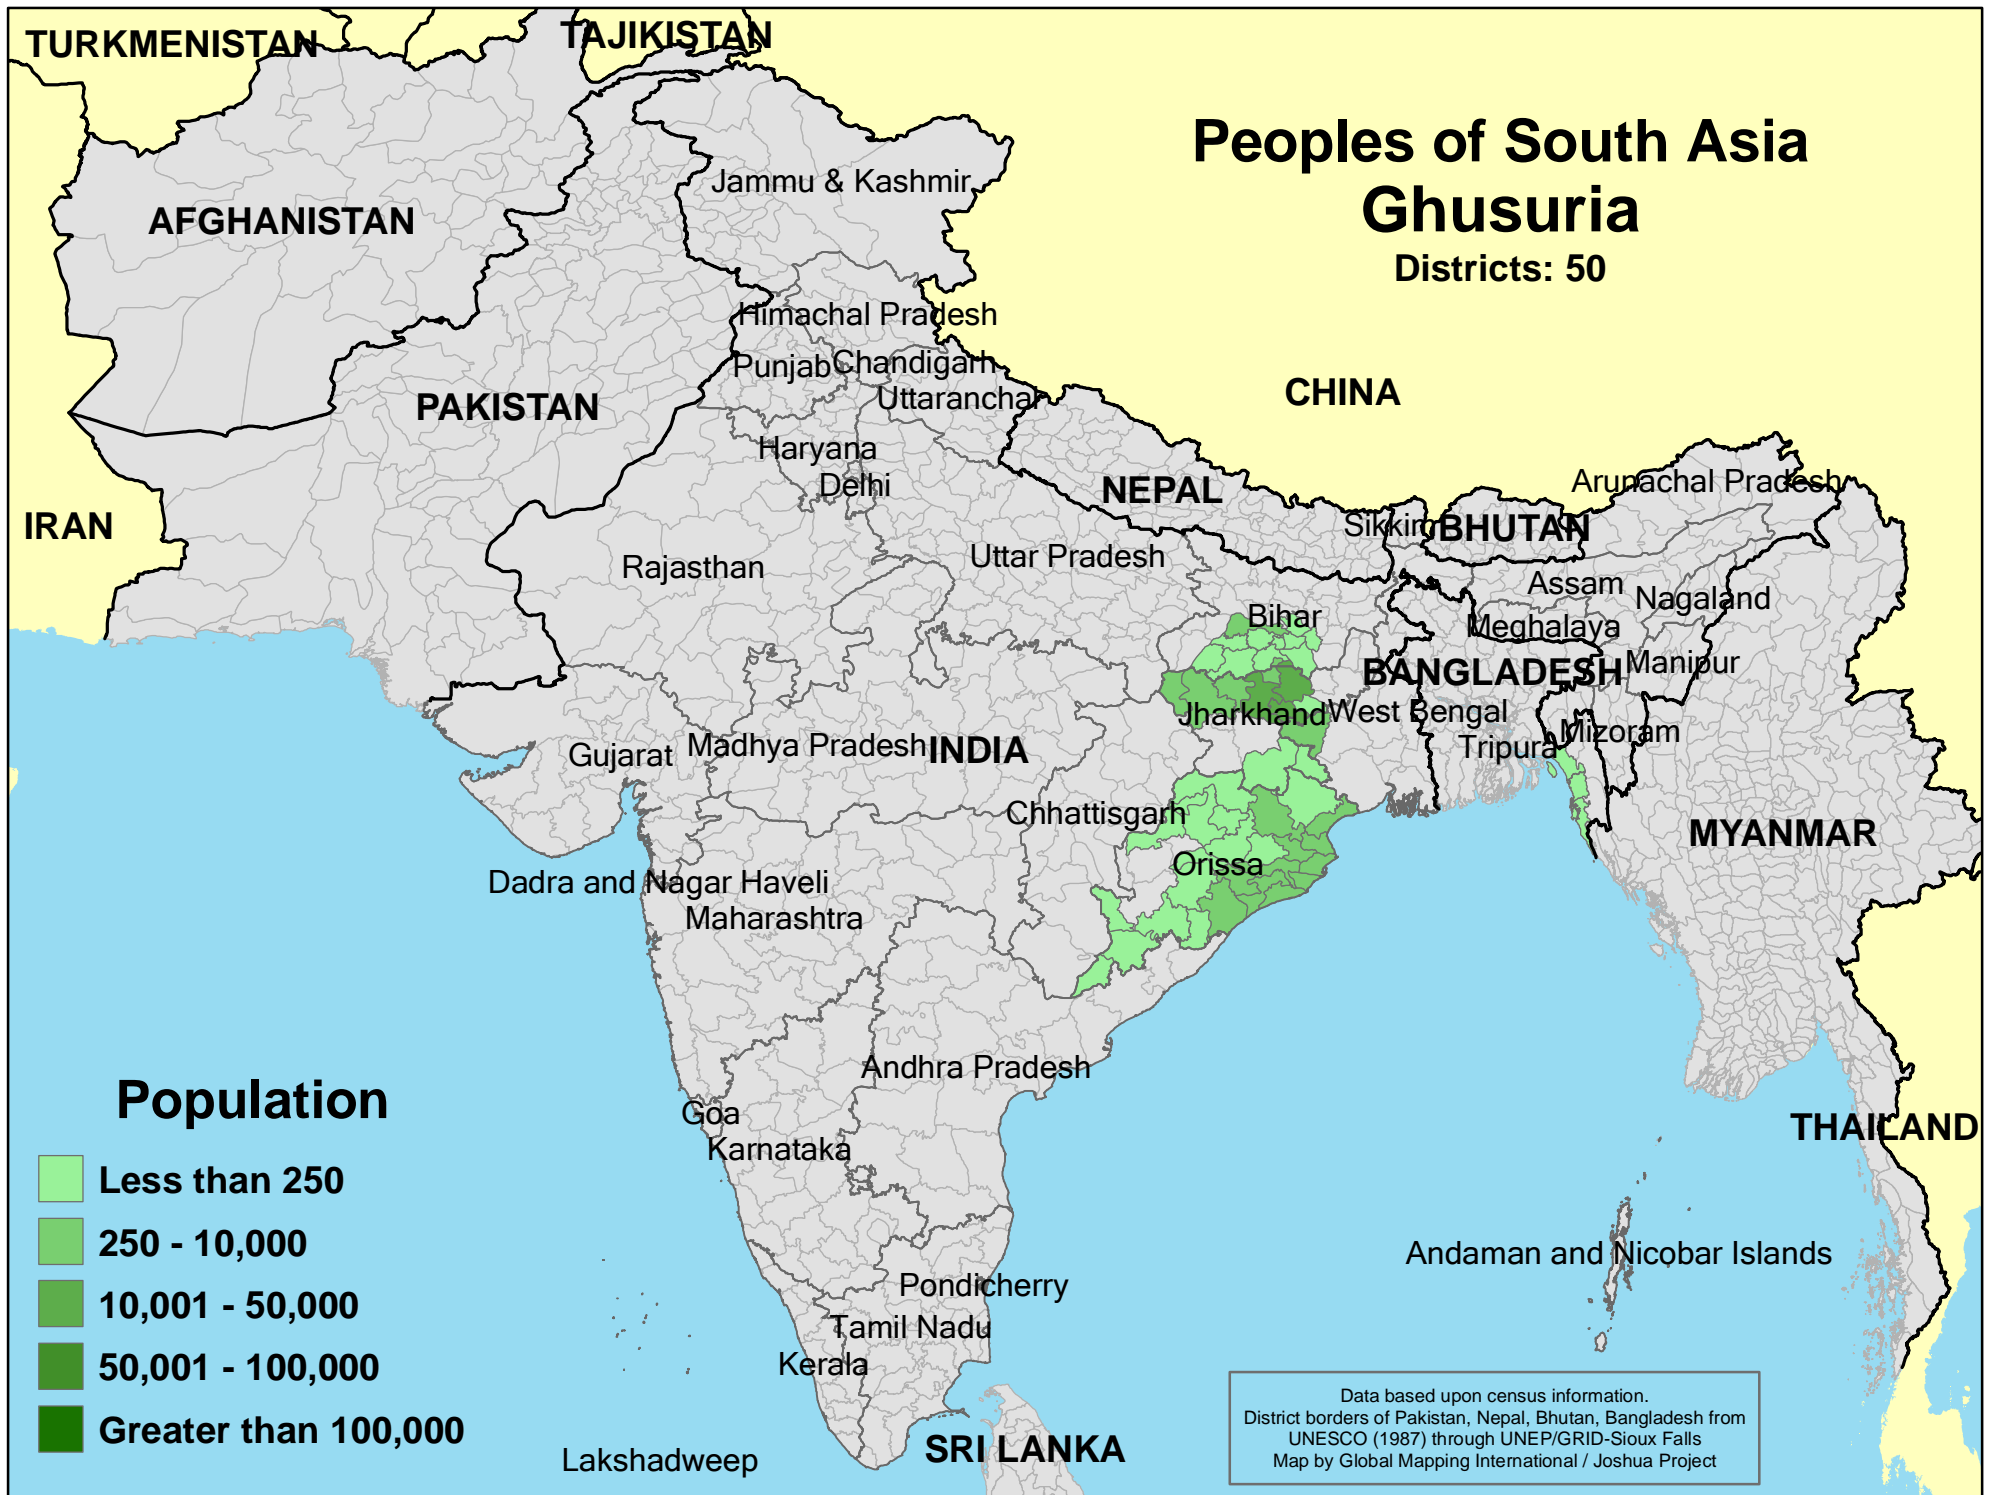 TURKMENISTAN
TAJIKISTAN
Peoples of South Asia
Ghusuria
Districts: 50
Jammu & Kashmir
AFGHANISTAN
Himachal Pradesh
Punjab
Chandigarh
Uttaranchal
CHINA
PAKISTAN
Haryana
Delhi
NEPAL
Arunachal Pradesh
IRAN
Sikkim
BHUTAN
Rajasthan
Uttar Pradesh
Assam
Nagaland
Bihar
Meghalaya
BANGLADESH
Manipur
Jharkhand
West Bengal
Mizoram
Tripura
Gujarat
Madhya Pradesh
INDIA
Chhattisgarh
MYANMAR
Orissa
Dadra and Nagar Haveli
Maharashtra
Andhra Pradesh
Goa
Karnataka
THAILAND
Andaman and Nicobar Islands
Pondicherry
Tamil Nadu
Kerala
Lakshadweep
SRI LANKA
Population
Less than 250
250 - 10,000
10,001 - 50,000
50,001 - 100,000
Greater than 100,000
Data based upon census information.
District borders of Pakistan, Nepal, Bhutan, Bangladesh from
UNESCO (1987) through UNEP/GRID-Sioux Falls
Map by Global Mapping International / Joshua Project